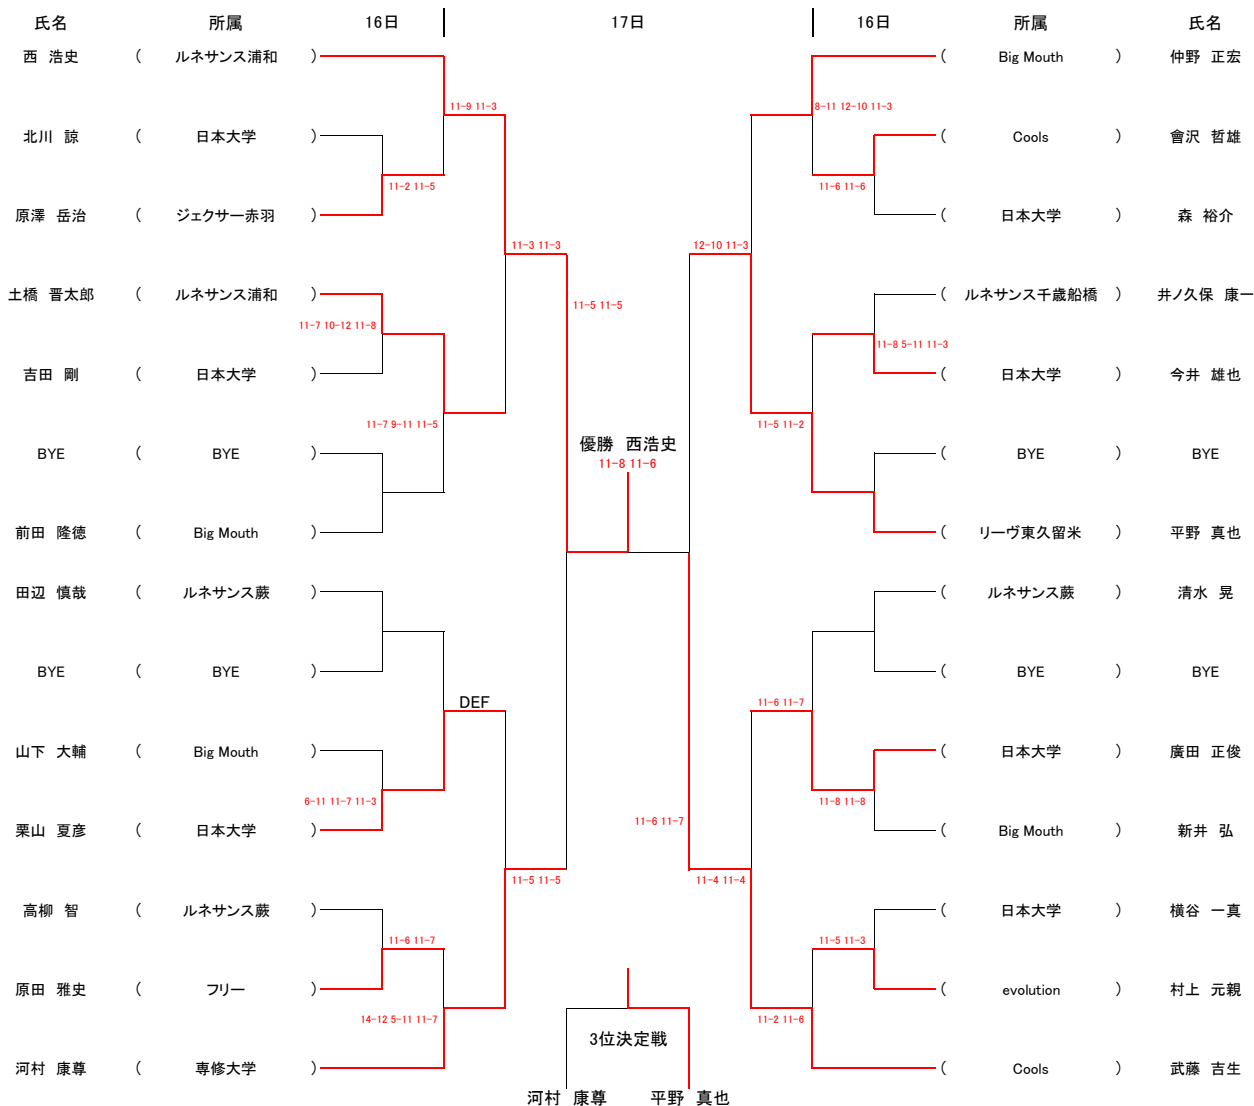 氏名 所属 16日 17日 16日 所属 氏名
西 浩史 ( ルネサンス浦和 ) ( Big Mouth ) 仲野 正宏
11-9 11-3 8-11 12-10 11-3
北川 諒 ( 日本大学 ) ( Cools ) 會沢 哲雄
11-2 11-5 11-6 11-6
原澤 岳治 ( ジェクサー赤羽 ) ( 日本大学 ) 森 裕介
11-3 11-3 12-10 11-3
土橋 晋太郎 ( ルネサンス浦和 ) ( ルネサンス千歳船橋 ) 井ノ久保 康一
11-5 11-5
11-7 10-12 11-8
11-8 5-11 11-3
吉田 剛 ( 日本大学 ) ( 日本大学 ) 今井 雄也
11-7 9-11 11-5 11-5 11-2
優勝 西浩史
BYE ( BYE ) ( BYE ) BYE
11-8 11-6
前田 隆徳 ( Big Mouth ) ( リーヴ東久留米 ) 平野 真也
田辺 慎哉 ( ルネサンス蕨 ) ( ルネサンス蕨 ) 清水 晃
BYE ( BYE ) ( BYE ) BYE
DEF 11-6 11-7
山下 大輔 ( Big Mouth ) ( 日本大学 ) 廣田 正俊
6-11 11-7 11-3 11-8 11-8
11-6 11-7
栗山 夏彦 ( 日本大学 ) ( Big Mouth ) 新井 弘
11-5 11-5 11-4 11-4
高柳 智 ( ルネサンス蕨 ) ( 日本大学 ) 横谷 一真
11-6 11-7 11-5 11-3
原田 雅史 ( フリー ) ( evolution ) 村上 元親
14-12 5-11 11-7 11-2 11-6
3位決定戦
河村 康尊 ( 専修大学 ) ( Cools ) 武藤 吉生
河村 康尊 平野 真也